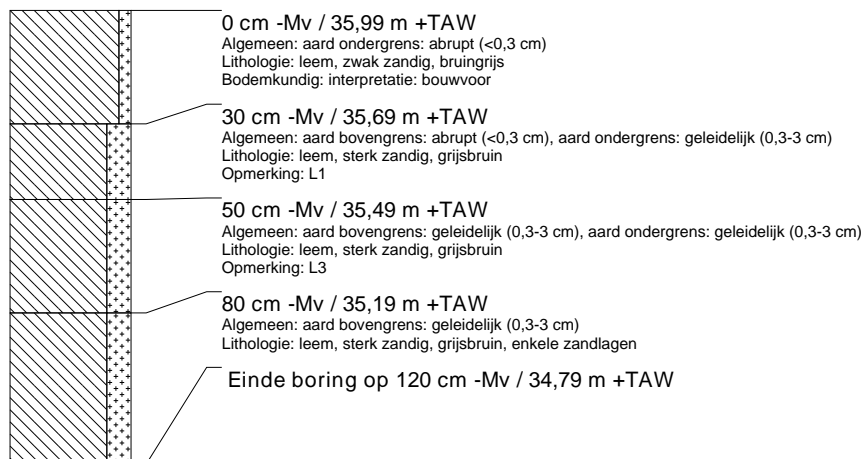 0 cm -Mv / 35,99 m +TAW
Algemeen: aard ondergrens: abrupt (<0,3 cm)
Lithologie: leem, zwak zandig, bruingrijs
Bodemkundig: interpretatie: bouwvoor
30 cm -Mv / 35,69 m +TAW
Algemeen: aard bovengrens: abrupt (<0,3 cm), aard ondergrens: geleidelijk (0,3-3 cm)
Lithologie: leem, sterk zandig, grijsbruin
Opmerking: L1
50 cm -Mv / 35,49 m +TAW
Algemeen: aard bovengrens: geleidelijk (0,3-3 cm), aard ondergrens: geleidelijk (0,3-3 cm)
Lithologie: leem, sterk zandig, grijsbruin
Opmerking: L3
80 cm -Mv / 35,19 m +TAW
Algemeen: aard bovengrens: geleidelijk (0,3-3 cm)
Lithologie: leem, sterk zandig, grijsbruin, enkele zandlagen
Einde boring op 120 cm -Mv / 34,79 m +TAW